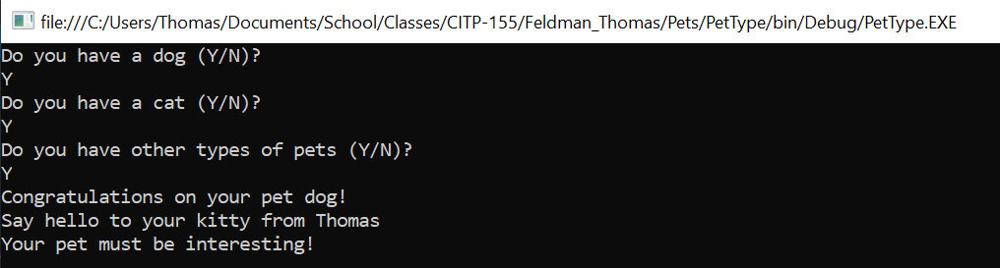 file:///C:/Users/Thomas/Documents/School/Classes/CITP-155/Feldman_Thomas/Pets/PetType/bin/Debug/PetType.EXE
Do you have a dog (Y/N)?
Y
Do you have a cat (Y/N)?
Y
Do you have other types of pets (Y/N)?
Y
Congratulations on your pet dog!
Say hello to your kitty from Thomas
Your pet must be interesting!